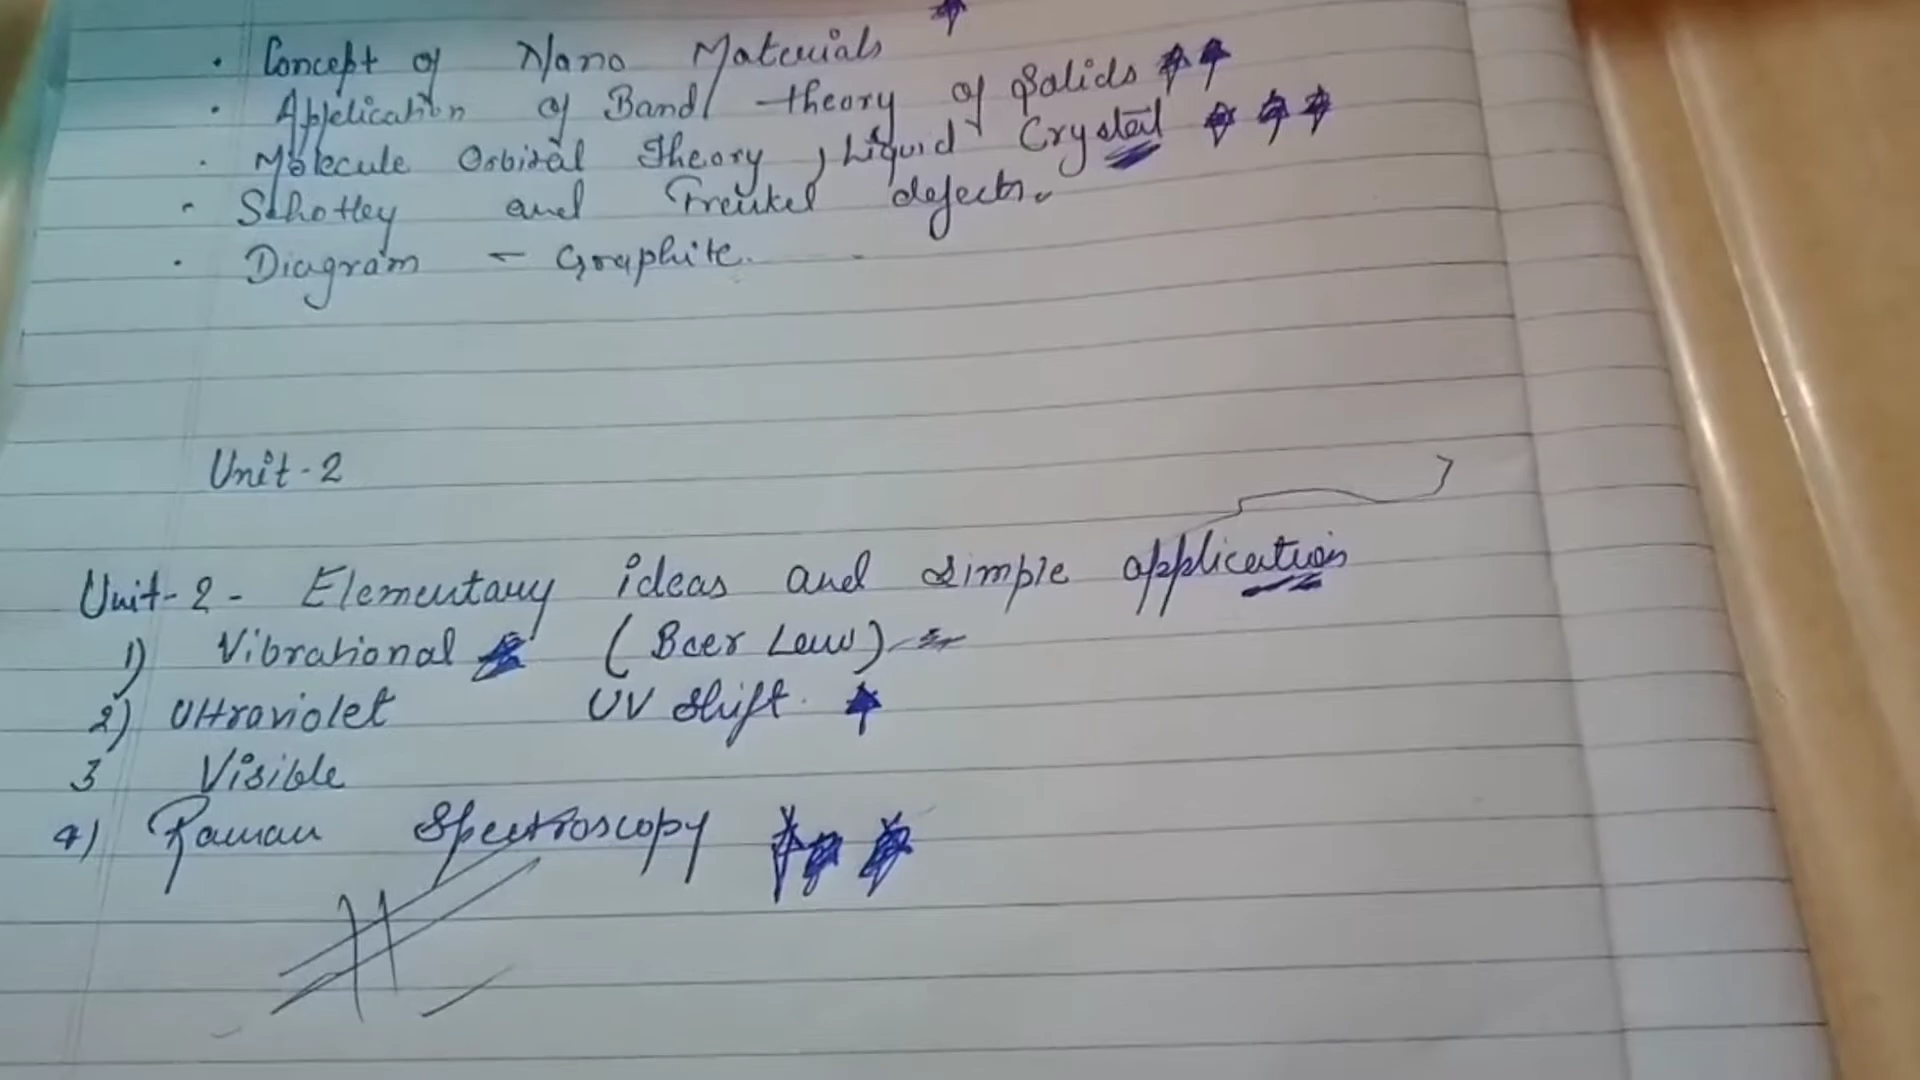 . Concept of Nano Materials
. Application of Band theory of Solids
. Molecule Orbital Theory, Liquid Crystal
. Schottey and Frenkel defects.
. Diagram - Graphite.
Unit-2
Unit-2- Elementary ideas and simple application
1) Vibrational (Beer Law)
2) Ultraviolet UV shift.
3 Visible
4) Raman Spectroscopy